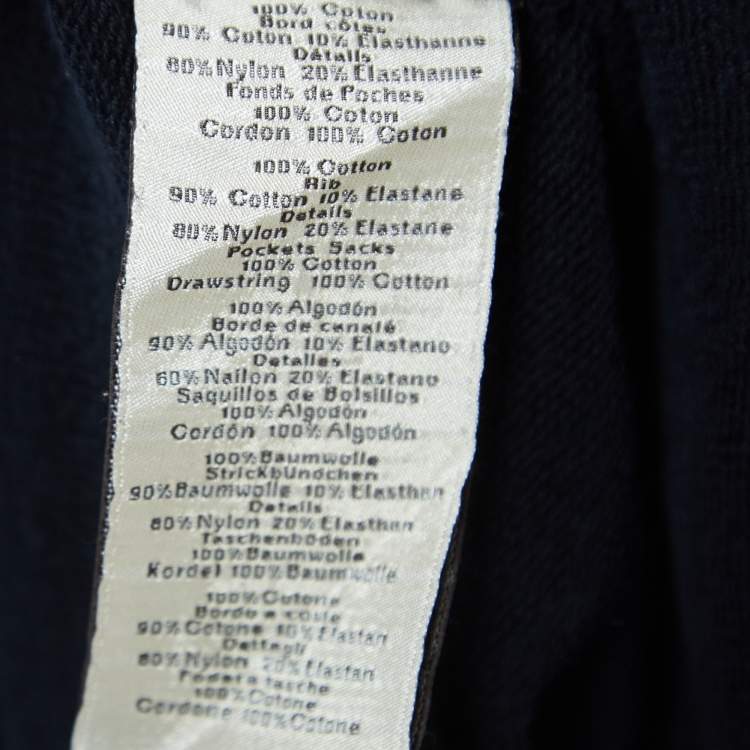 100% Coton
Bord côtes
90% Coton 10% Elasthanne
Détails
80% Nylon 20% Elasthanne
Fonds de Poches
100% Coton
Cordon 100% Coton
100% Cotton
Rib
90% Cotton 10% Elastane
Details
80% Nylon 20% Elastane
Pockets Sacks
100% Cotton
Drawstring 100% Cotton
100% Algodón
Borde de canalé
90% Algodón 10% Elastano
Detalles
80% Nailon 20% Elastano
Saquillos de Bolsillos
100% Algodón
Cordón 100% Algodón
100% Baumwolle
Strickbündchen
90% Baumwolle 10% Elasthan
Details
80% Nylon 20% Elasthan
Taschenböden
100% Baumwolle
Kordel 100% Baumwolle
100% Cotone
Bordo a coste
90% Cotone 10% Elastan
Dettagli
80% Nylon 20% Elastan
Fodera tasche
100% Cotone
Cordone 100% Cotone